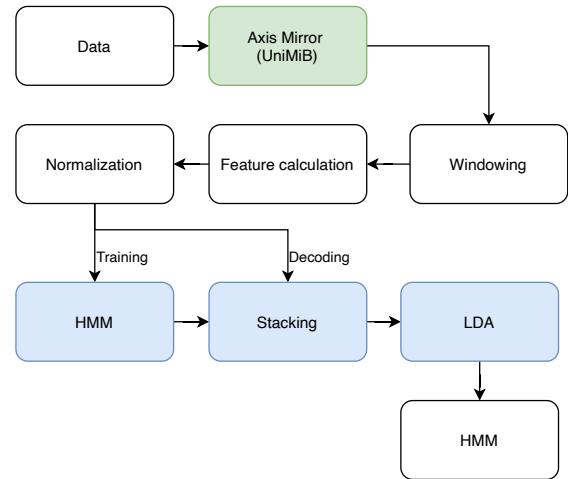 Data
Axis Mirror
(UniMiB)
Normalization
Feature calculation
Windowing
Training
Decoding
HMM
Stacking
LDA
HMM